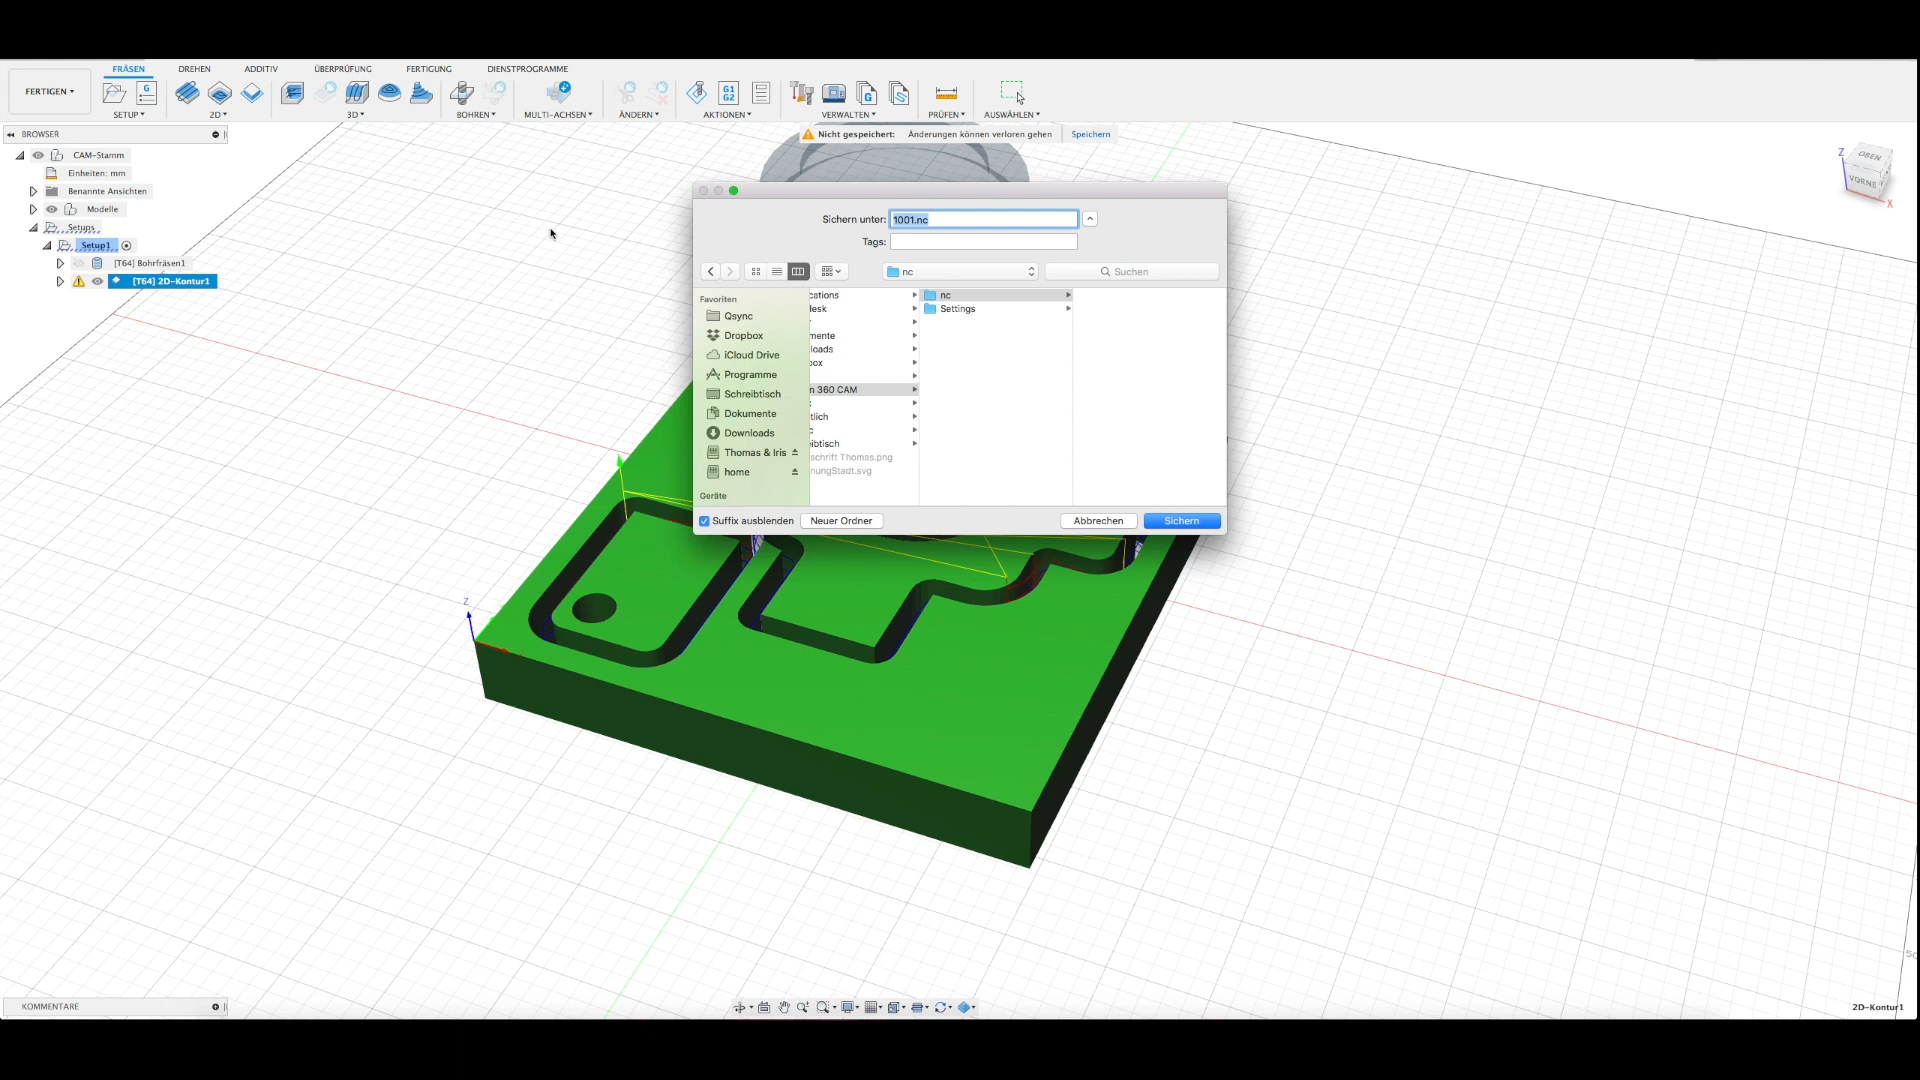 FRÄSEN DREHEN ADDITIV ÜBERPRÜFUNG FERTIGUNG DIENSTPROGRAMME
FERTIGEN
G G1 G2 G
SETUP 2D 3D BOHREN MULTI-ACHSEN ÄNDERN AKTIONEN VERWALTEN PRÜFEN AUSWÄHLEN
BROWSER
Nicht gespeichert: Änderungen können verloren gehen Speichern
CAM-Stamm
Einheiten: mm
Benannte Ansichten
Modelle
Setups
Setup1
[T64] Bohrfräsen1
[T64] 2D-Kontur1
Z OBEN
VORNE
X
Sichern unter: 1001.nc
Tags:
nc Suchen
Favoriten
Qsync
Dropbox
iCloud Drive
Programme
Schreibtisch
Dokumente
Downloads
Thomas & Iris
home
Geräte
cations
desk
mente
loads
box
n 360 CAM
tlich
ibtisch
schrift Thomas.png
nungStadt.svg
nc
Settings
Suffix ausblenden Neuer Ordner Abbrechen Sichern
Z
KOMMENTARE
2D-Kontur1